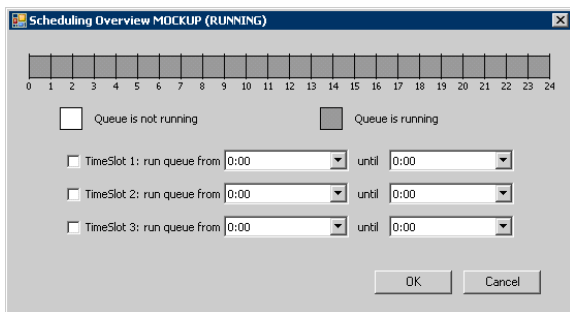 Scheduling Overview MOCKUP (RUNNING)
0 1 2 3 4 5 6 7 8 9 10 11 12 13 14 15 16 17 18 19 20 21 22 23 24
Queue is not running Queue is running
TimeSlot 1: run queue from 0:00 until 0:00
TimeSlot 2: run queue from 0:00 until 0:00
TimeSlot 3: run queue from 0:00 until 0:00
OK Cancel